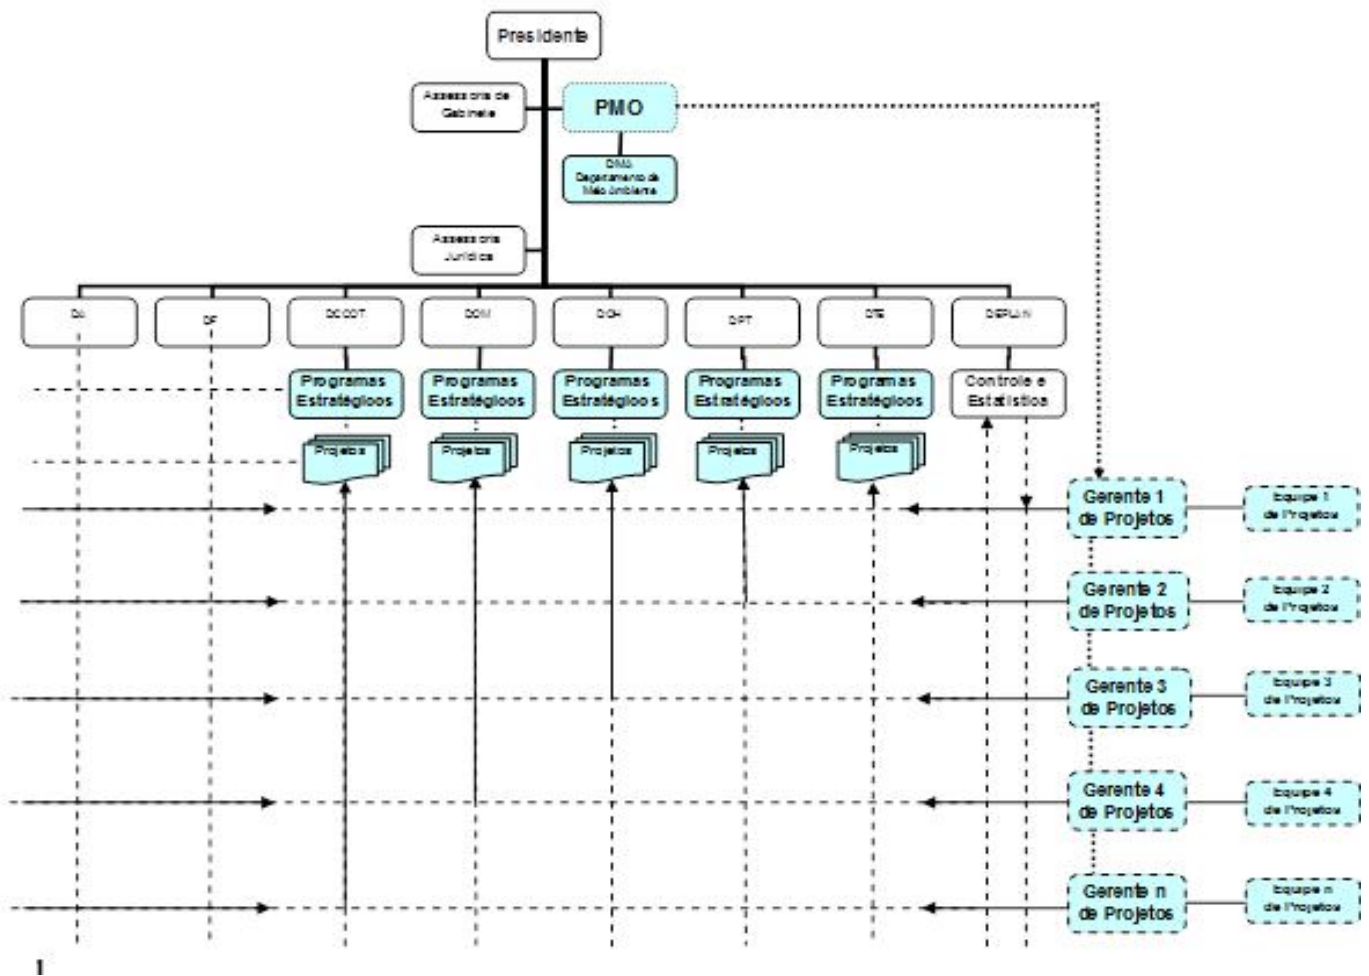 Presidente
Assessoria de
Gabinete
PMO
DMA
Departamento de
Meio Ambiente
Assessoria
Jurídica
DA
DF
DOM
DCH
DPT
DTE
DEPLAN
Programas
Estratégicos
Programas
Estratégicos
Programas
Estratégicos
Programas
Estratégicos
Programas
Estratégicos
Controle e
Estatística
Projetos
Projetos
Projetos
Projetos
Projetos
Gerente 1
de Projetos
Equipe 1
de Projetos
Gerente 2
de Projetos
Equipe 2
de Projetos
Gerente 3
de Projetos
Equipe 3
de Projetos
Gerente 4
de Projetos
Equipe 4
de Projetos
Gerente n
de Projetos
Equipe n
de Projetos